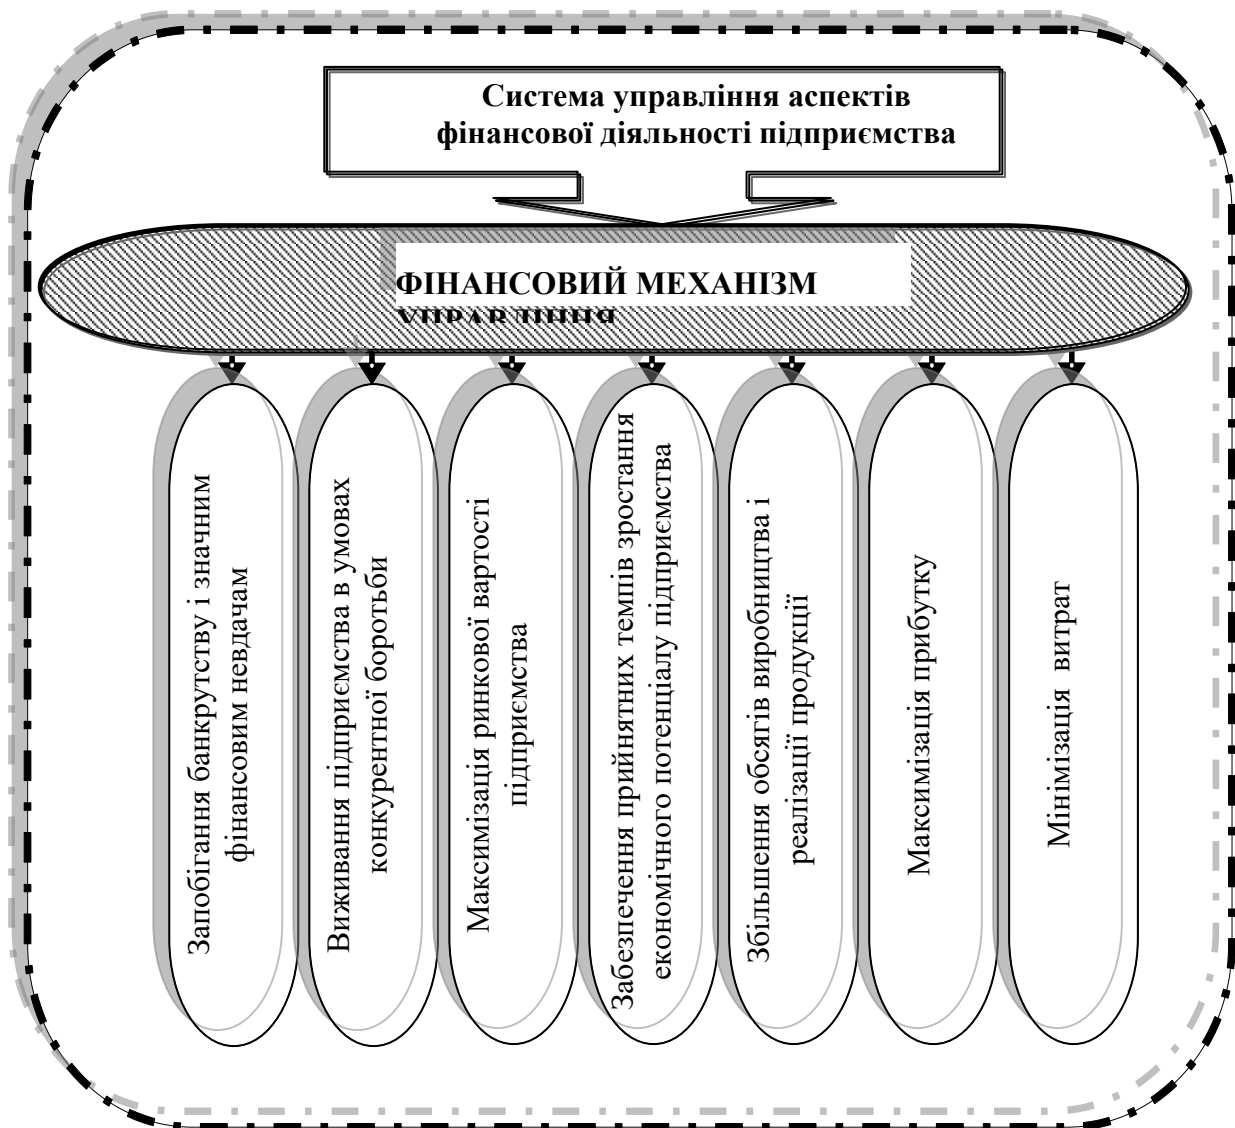 Система управління аспектів
фінансової діяльності підприємства
ФІНАНСОВИЙ МЕХАНІЗМ
УПРАВЛІННЯ
Запобігання банкрутству і значним
фінансовим невдачам
Виживання підприємства в умовах
конкурентної боротьби
Максимізація ринкової вартості
підприємства
Забезпечення прийнятних темпів зростання
економічного потенціалу підприємства
Збільшення обсягів виробництва і
реалізації продукції
Максимізація прибутку
Мінімізація витрат